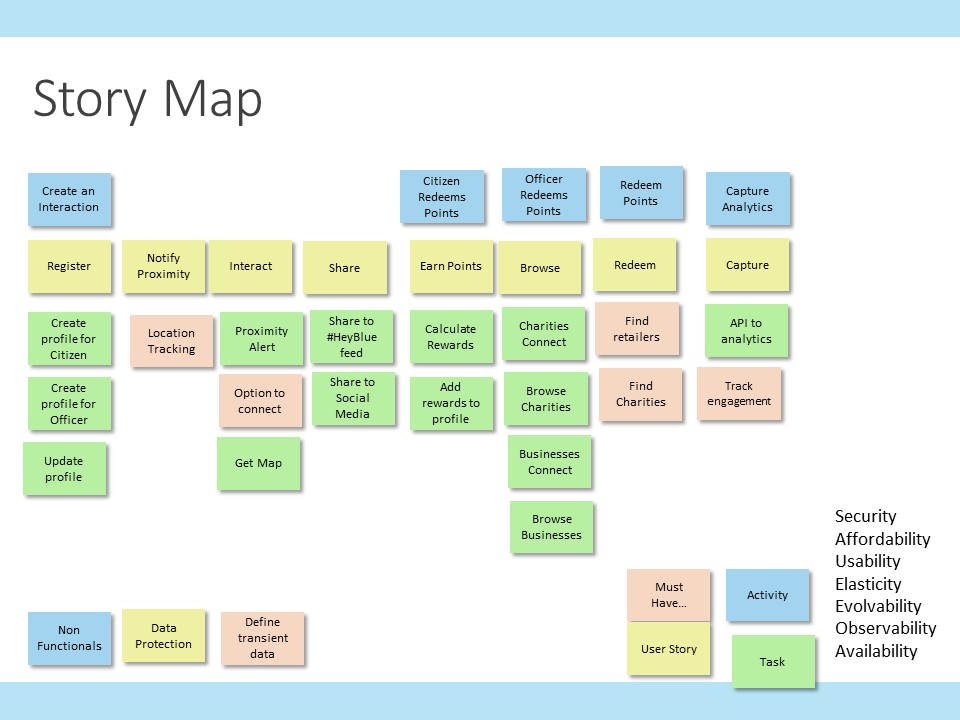 Story Map
Create an
Interaction
Citizen
Redeems
Points
Officer
Redeems
Points
Redeem
Points
Capture
Analytics
Register
Notify
Proximity
Interact
Share
Earn Points
Browse
Redeem
Capture
Create
profile for
Citizen
Location
Tracking
Proximity
Alert
Share to
#HeyBlue
feed
Calculate
Rewards
Charities
Connect
Find
retailers
API to
analytics
Create
profile for
Officer
Option to
connect
Share to
Social
Media
Add
rewards to
profile
Browse
Charities
Find
Charities
Track
engagement
Update
profile
Get Map
Businesses
Connect
Browse
Businesses
Security
Affordability
Usability
Elasticity
Evolvability
Observability
Availability
Must
Have...
Activity
User Story
Task
Non
Functionals
Data
Protection
Define
transient
data